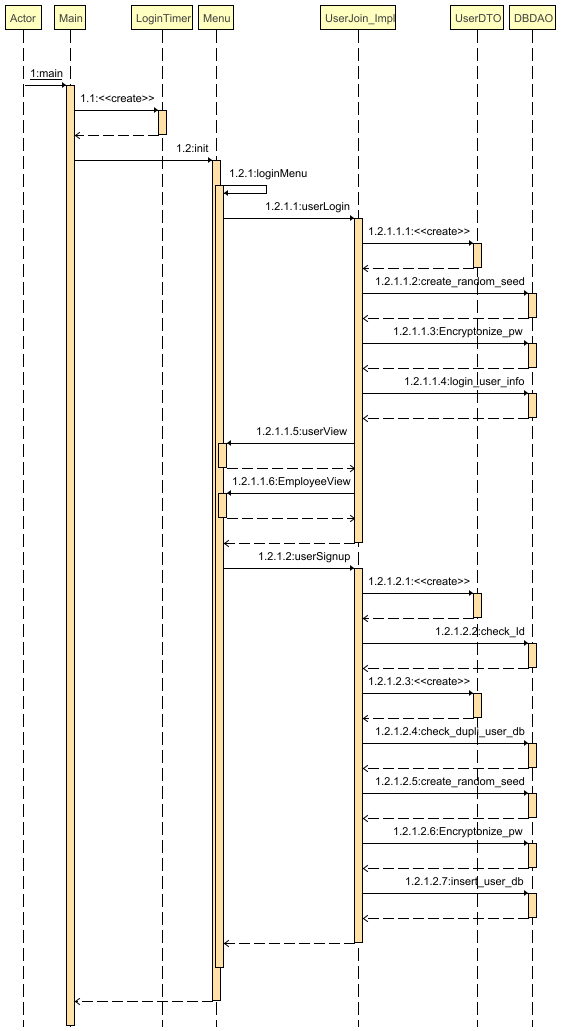 Actor
Main
LoginTimer
Menu
UserJoin_Impl
UserDTO
DBDAO
1:main
1.1:<<create>>
1.2:init
1.2.1:loginMenu
1.2.1.1:userLogin
1.2.1.1.1:<<create>>
1.2.1.1.2:create_random_seed
1.2.1.1.3:Encryptonize_pw
1.2.1.1.4:login_user_info
1.2.1.1.5:userView
1.2.1.1.6:EmployeeView
1.2.1.2:userSignup
1.2.1.2.1:<<create>>
1.2.1.2.2:check_Id
1.2.1.2.3:<<create>>
1.2.1.2.4:check_dupli_user_db
1.2.1.2.5:create_random_seed
1.2.1.2.6:Encryptonize_pw
1.2.1.2.7:insert_user_db